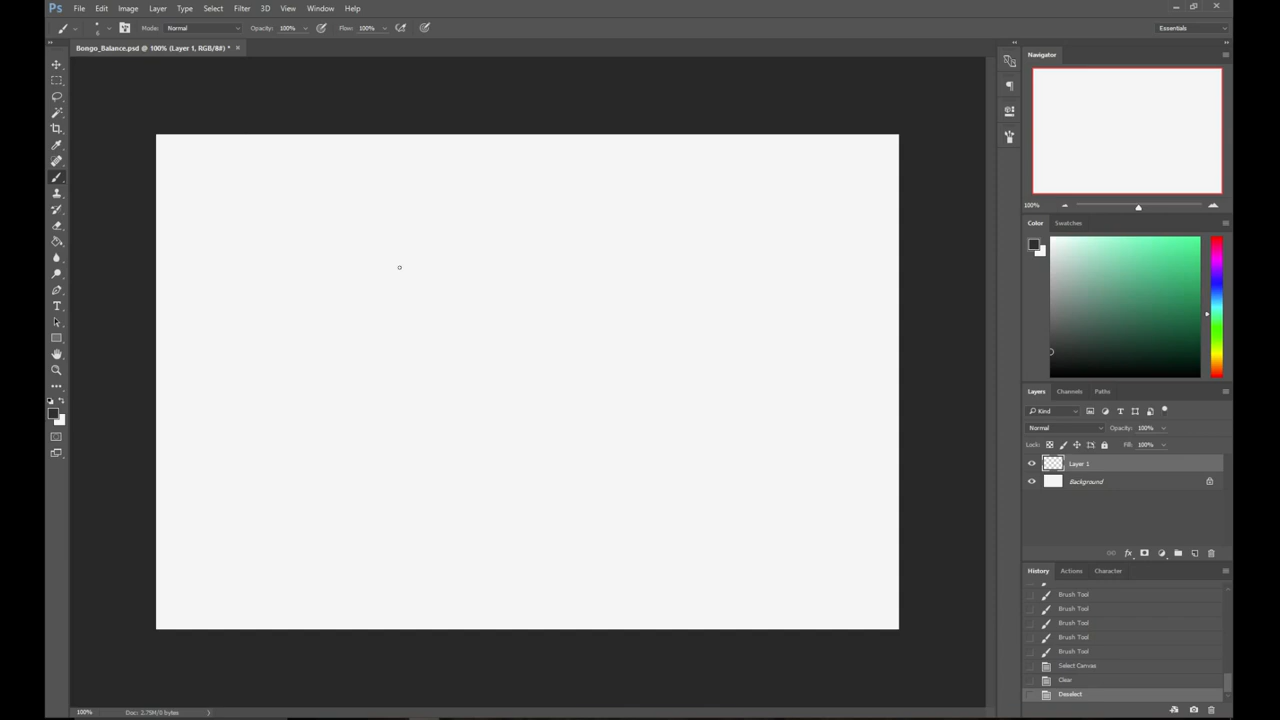 Ps File Edit Image Layer Type Select Filter 3D View Window Help
6 Mode: Normal Opacity: 100% Flow: 100% Essentials
Bongo_Balance.psd @ 100% (Layer 1, RGB/8#) * ×
Navigator
100%
Color Swatches
Layers Channels Paths
Kind
Normal Opacity: 100%
Lock: Fill: 100%
Layer 1
Background
fx
History Actions Character
Brush Tool
Brush Tool
Brush Tool
Brush Tool
Brush Tool
Select Canvas
Clear
Deselect
100% Doc: 2.75M/0 bytes